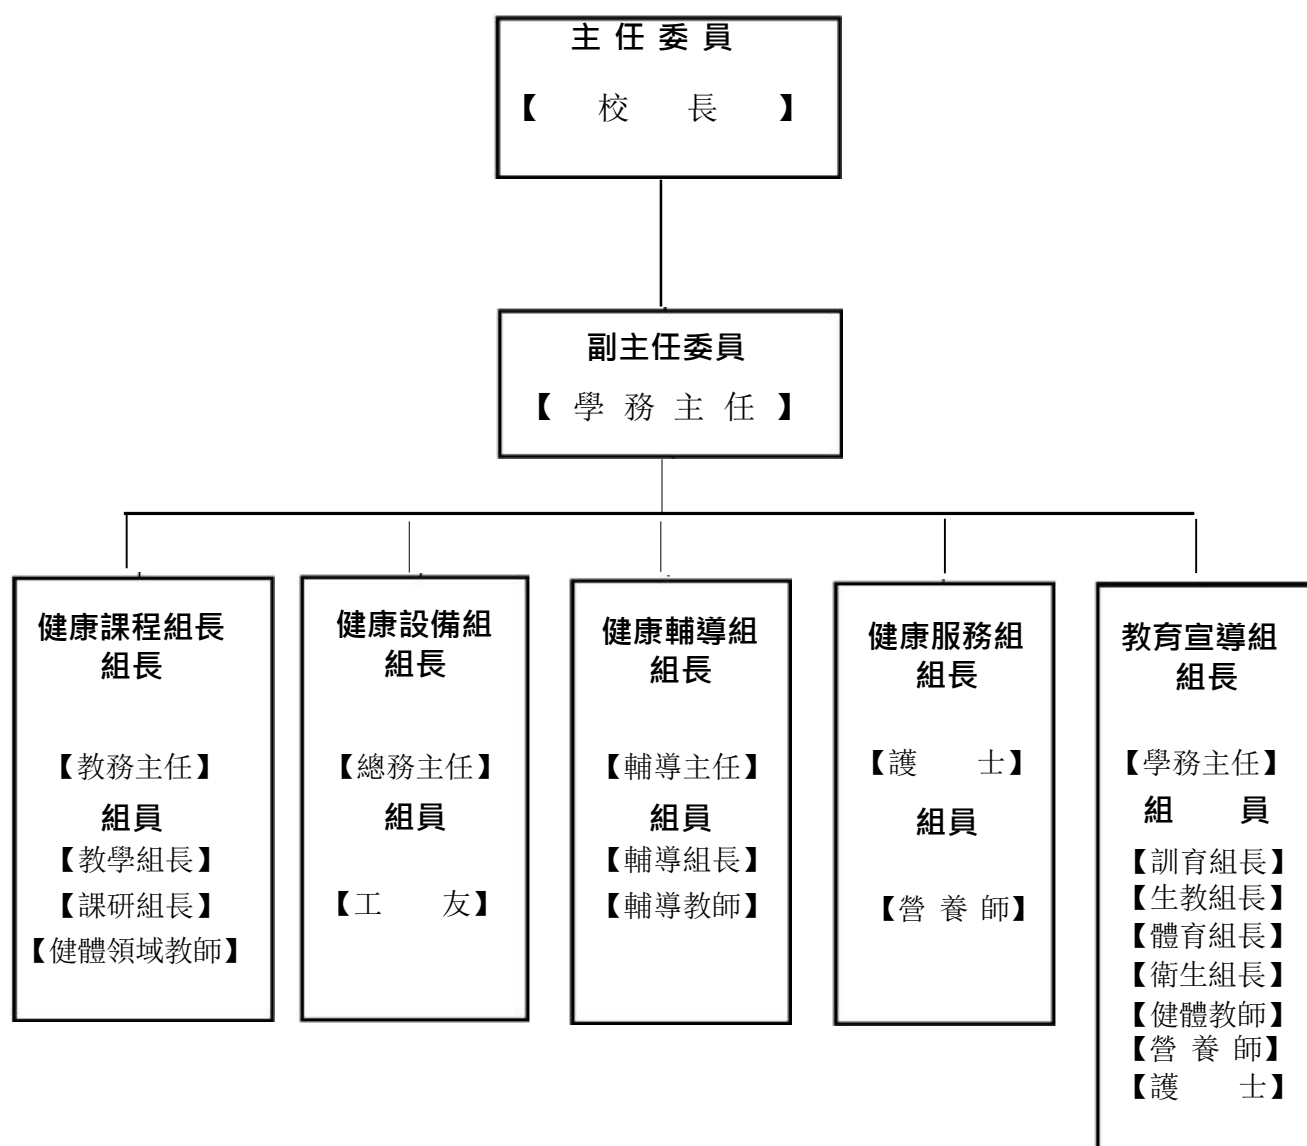 主 任 委 員
【 校 長 】
副主任委員
【 學 務 主 任 】
健康課程組長
組長
【教務主任】
組員
【教學組長】
【課研組長】
【健體領域教師】
健康設備組
組長
【總務主任】
組員
【工 友】
健康輔導組
組長
【輔導主任】
組員
【輔導組長】
【輔導教師】
健康服務組
組長
【護 士】
組員
【營 養 師】
教育宣導組
組長
【學務主任】
組 員
【訓育組長】
【生教組長】
【體育組長】
【衛生組長】
【健體教師】
【營 養 師】
【護 士】